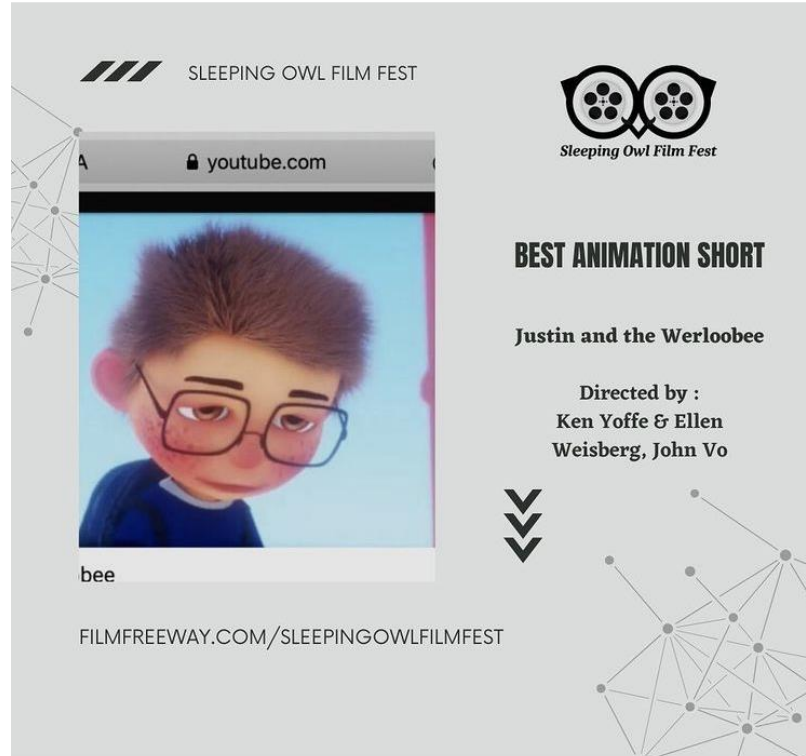 SLEEPING OWL FILM FEST
Sleeping Owl Film Fest
youtube.com
BEST ANIMATION SHORT
Justin and the Werloobee
Directed by :
Ken Yoffe & Ellen
Weisberg, John Vo
bee
FILMFREEWAY.COM/SLEEPINGOWLFILMFEST